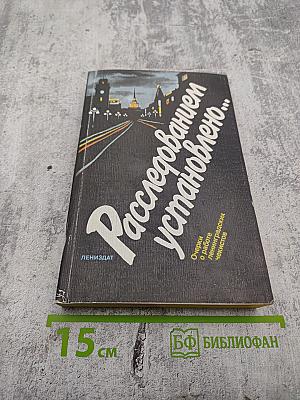 Расследованием
установлено...
Очерки
о работе
ленинградских
чекистов
ЛЕНИЗДАТ
15 см
БФ БИБЛИОФАН